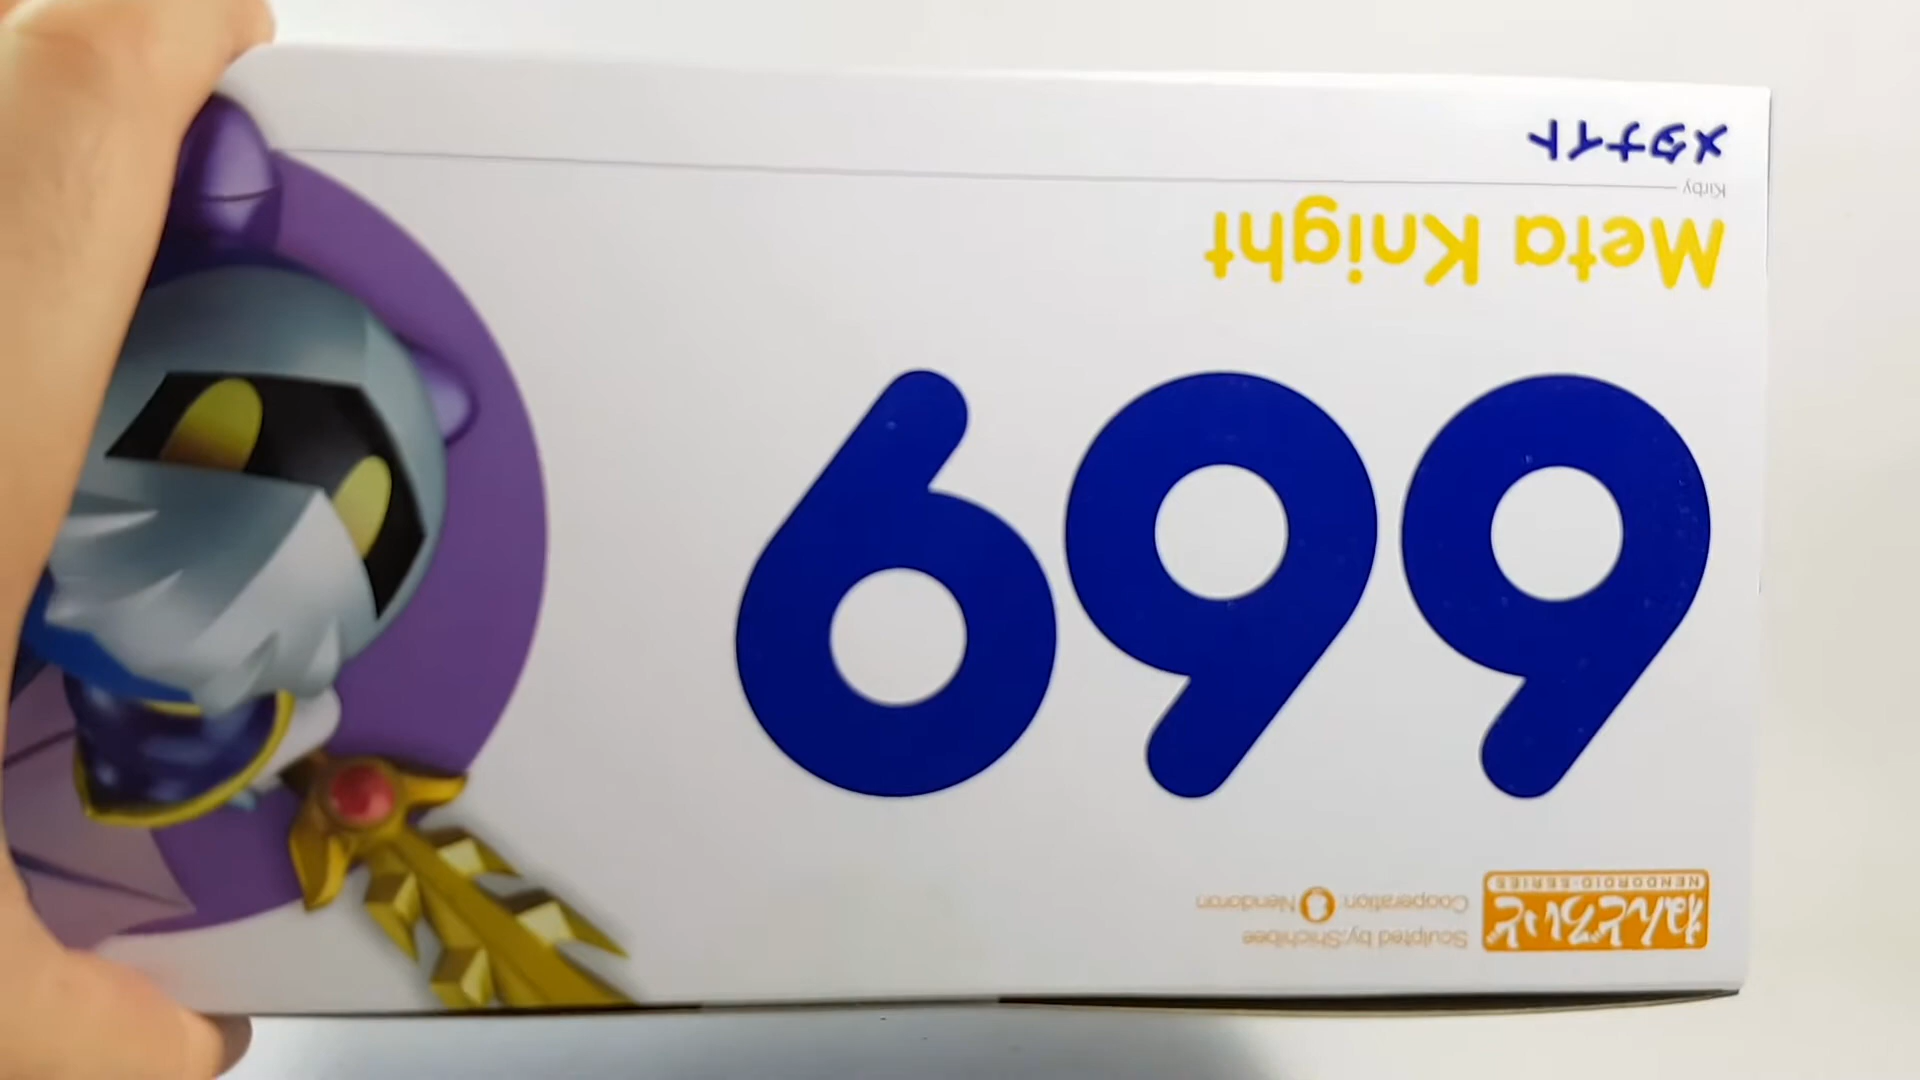 ねんどろいど
NENDOROID SERIES
Sculpted by:Shichibee
Cooperation: Nendoron
669
Meta Knight
Kirby
メタナイト